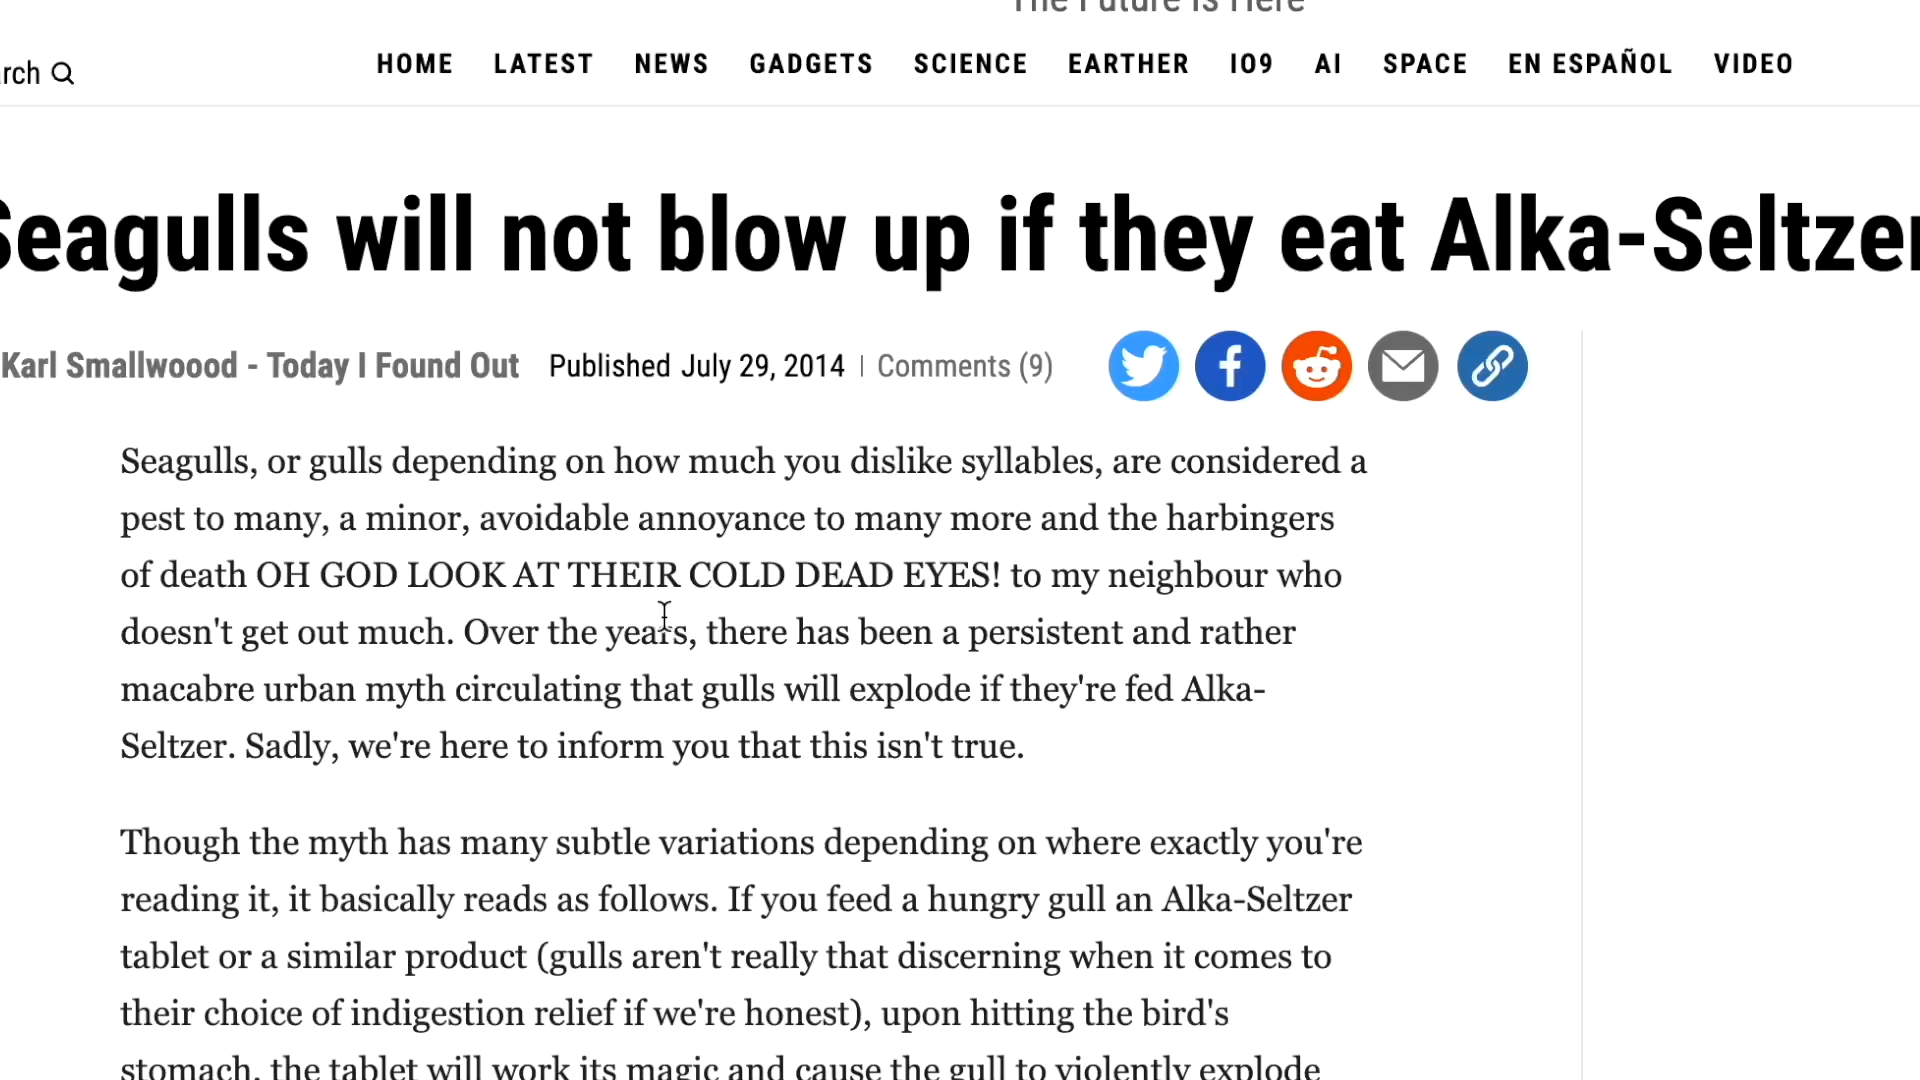 The Future Is Here
rch
HOME LATEST NEWS GADGETS SCIENCE EARTHER IO9 AI SPACE EN ESPAÑOL VIDEO
Seagulls will not blow up if they eat Alka-Seltzer
Karl Smallwoood - Today I Found Out Published July 29, 2014 | Comments (9)
Seagulls, or gulls depending on how much you dislike syllables, are considered a
pest to many, a minor, avoidable annoyance to many more and the harbingers
of death OH GOD LOOK AT THEIR COLD DEAD EYES! to my neighbour who
doesn't get out much. Over the years, there has been a persistent and rather
macabre urban myth circulating that gulls will explode if they're fed Alka-
Seltzer. Sadly, we're here to inform you that this isn't true.
Though the myth has many subtle variations depending on where exactly you're
reading it, it basically reads as follows. If you feed a hungry gull an Alka-Seltzer
tablet or a similar product (gulls aren't really that discerning when it comes to
their choice of indigestion relief if we're honest), upon hitting the bird's
stomach, the tablet will work its magic and cause the gull to violently explode